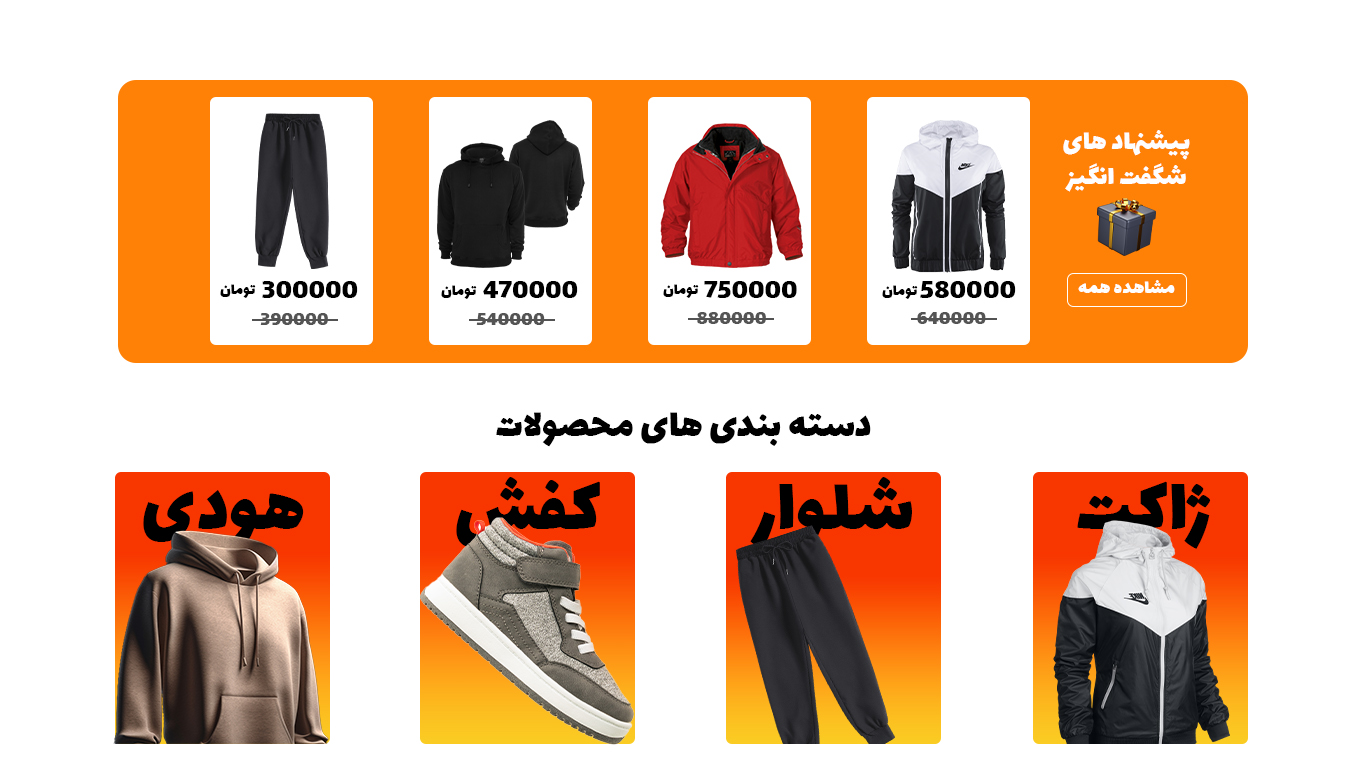 پیشنهاد های
شگفت انگیز
مشاهده همه
580000 تومان
640000
750000 تومان
880000
470000 تومان
540000
300000 تومان
390000
دسته بندی های محصولات
ژاکت
شلوار
کفش
هودی